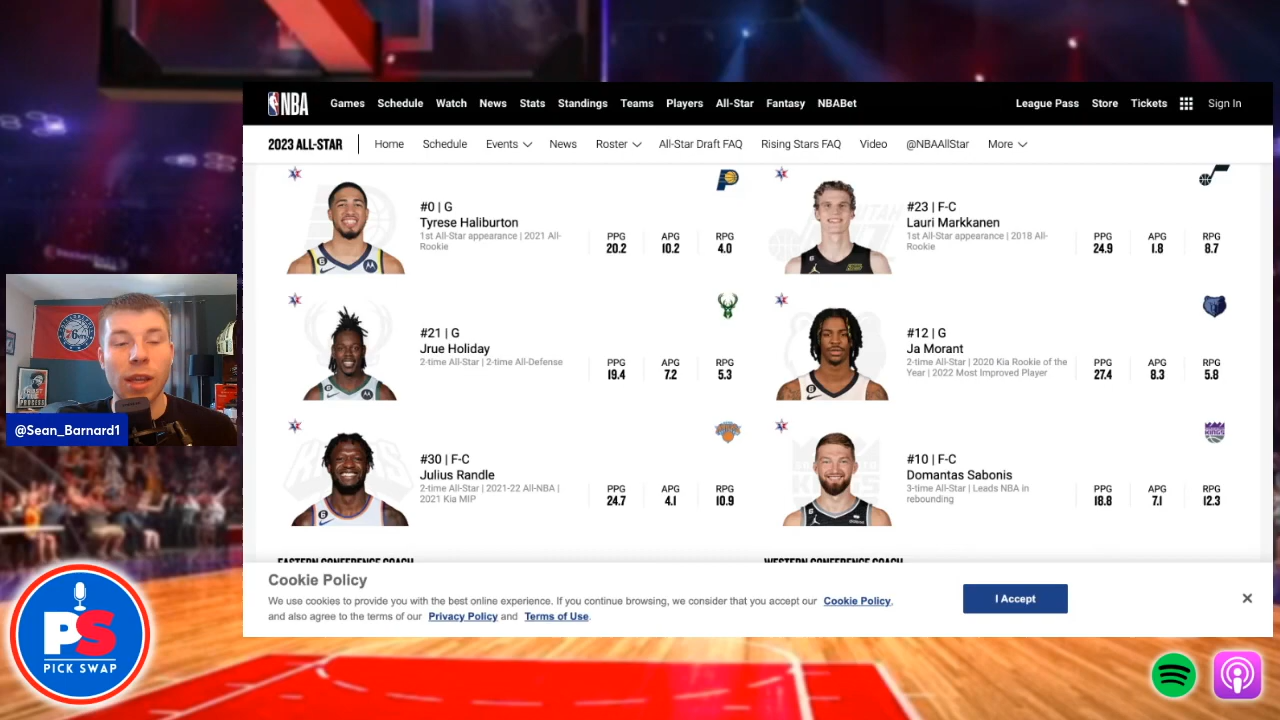 NBA
Games Schedule Watch News Stats Standings Teams Players All-Star Fantasy NBABet
League Pass Store Tickets Sign In
2023 ALL-STAR Home Schedule Events News Roster All-Star Draft FAQ Rising Stars FAQ Video @NBAAllStar More
#0 | G
Tyrese Haliburton
1st All-Star appearance | 2021 All-
Rookie
PPG APG RPG
20.2 10.2 4.0
#23 | F-C
Lauri Markkanen
1st All-Star appearance | 2018 All-
Rookie
PPG APG RPG
24.9 1.8 8.7
#21 | G
Jrue Holiday
2-time All-Star | 2-time All-Defense
PPG APG RPG
19.4 7.2 5.3
#12 | G
Ja Morant
2-time All-Star | 2020 Kia Rookie of the
Year | 2022 Most Improved Player
PPG APG RPG
27.4 8.3 5.8
#30 | F-C
Julius Randle
2-time All-Star | 2021-22 All-NBA |
2021 Kia MIP
PPG APG RPG
24.7 4.1 10.9
#10 | F-C
Domantas Sabonis
3-time All-Star | Leads NBA in
rebounding
PPG APG RPG
18.8 7.1 12.3
EASTERN CONFERENCE COACH
WESTERN CONFERENCE COACH
Cookie Policy
We use cookies to provide you with the best online experience. If you continue browsing, we consider that you accept our Cookie Policy,
and also agree to the terms of our Privacy Policy and Terms of Use.
I Accept
@Sean_Barnard1
PS
PICK SWAP